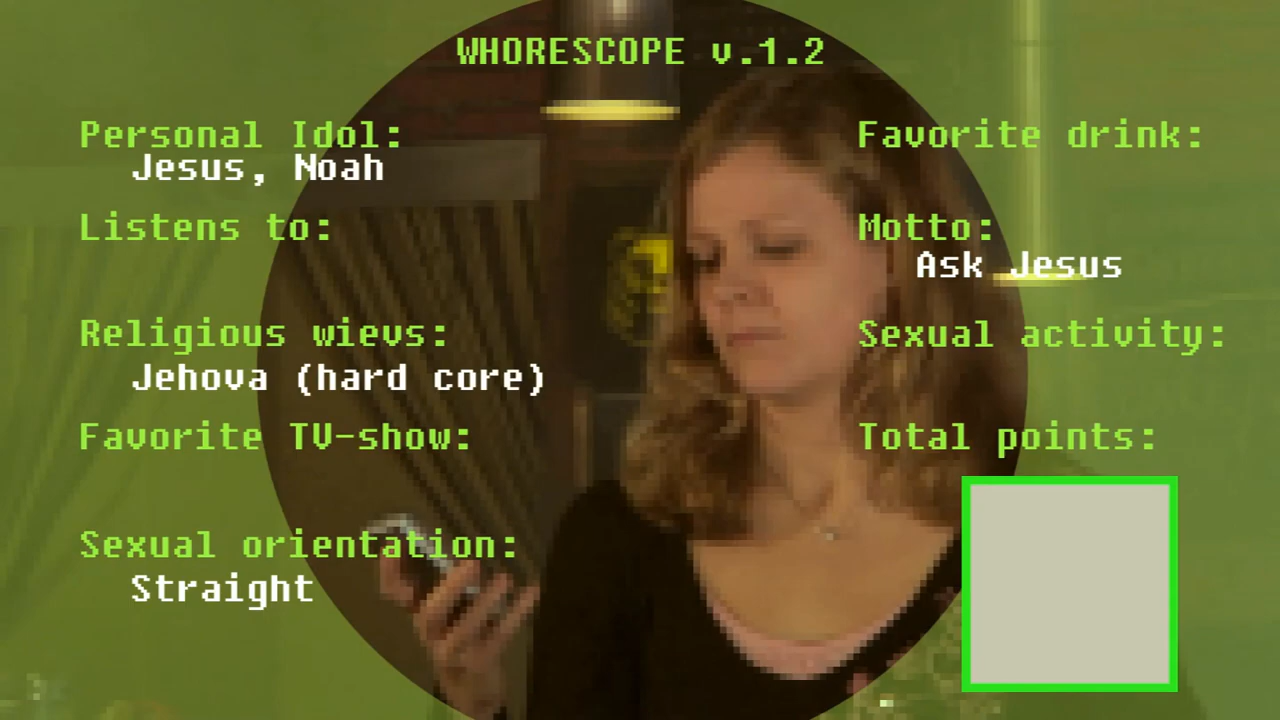 WHORESCOPE v.1.2
Personal Idol:
Jesus, Noah
Listens to:
Religious wievs:
Jehova (hard core)
Favorite TV-show:
Sexual orientation:
Straight
Favorite drink:
Motto:
Ask Jesus
Sexual activity:
Total points: